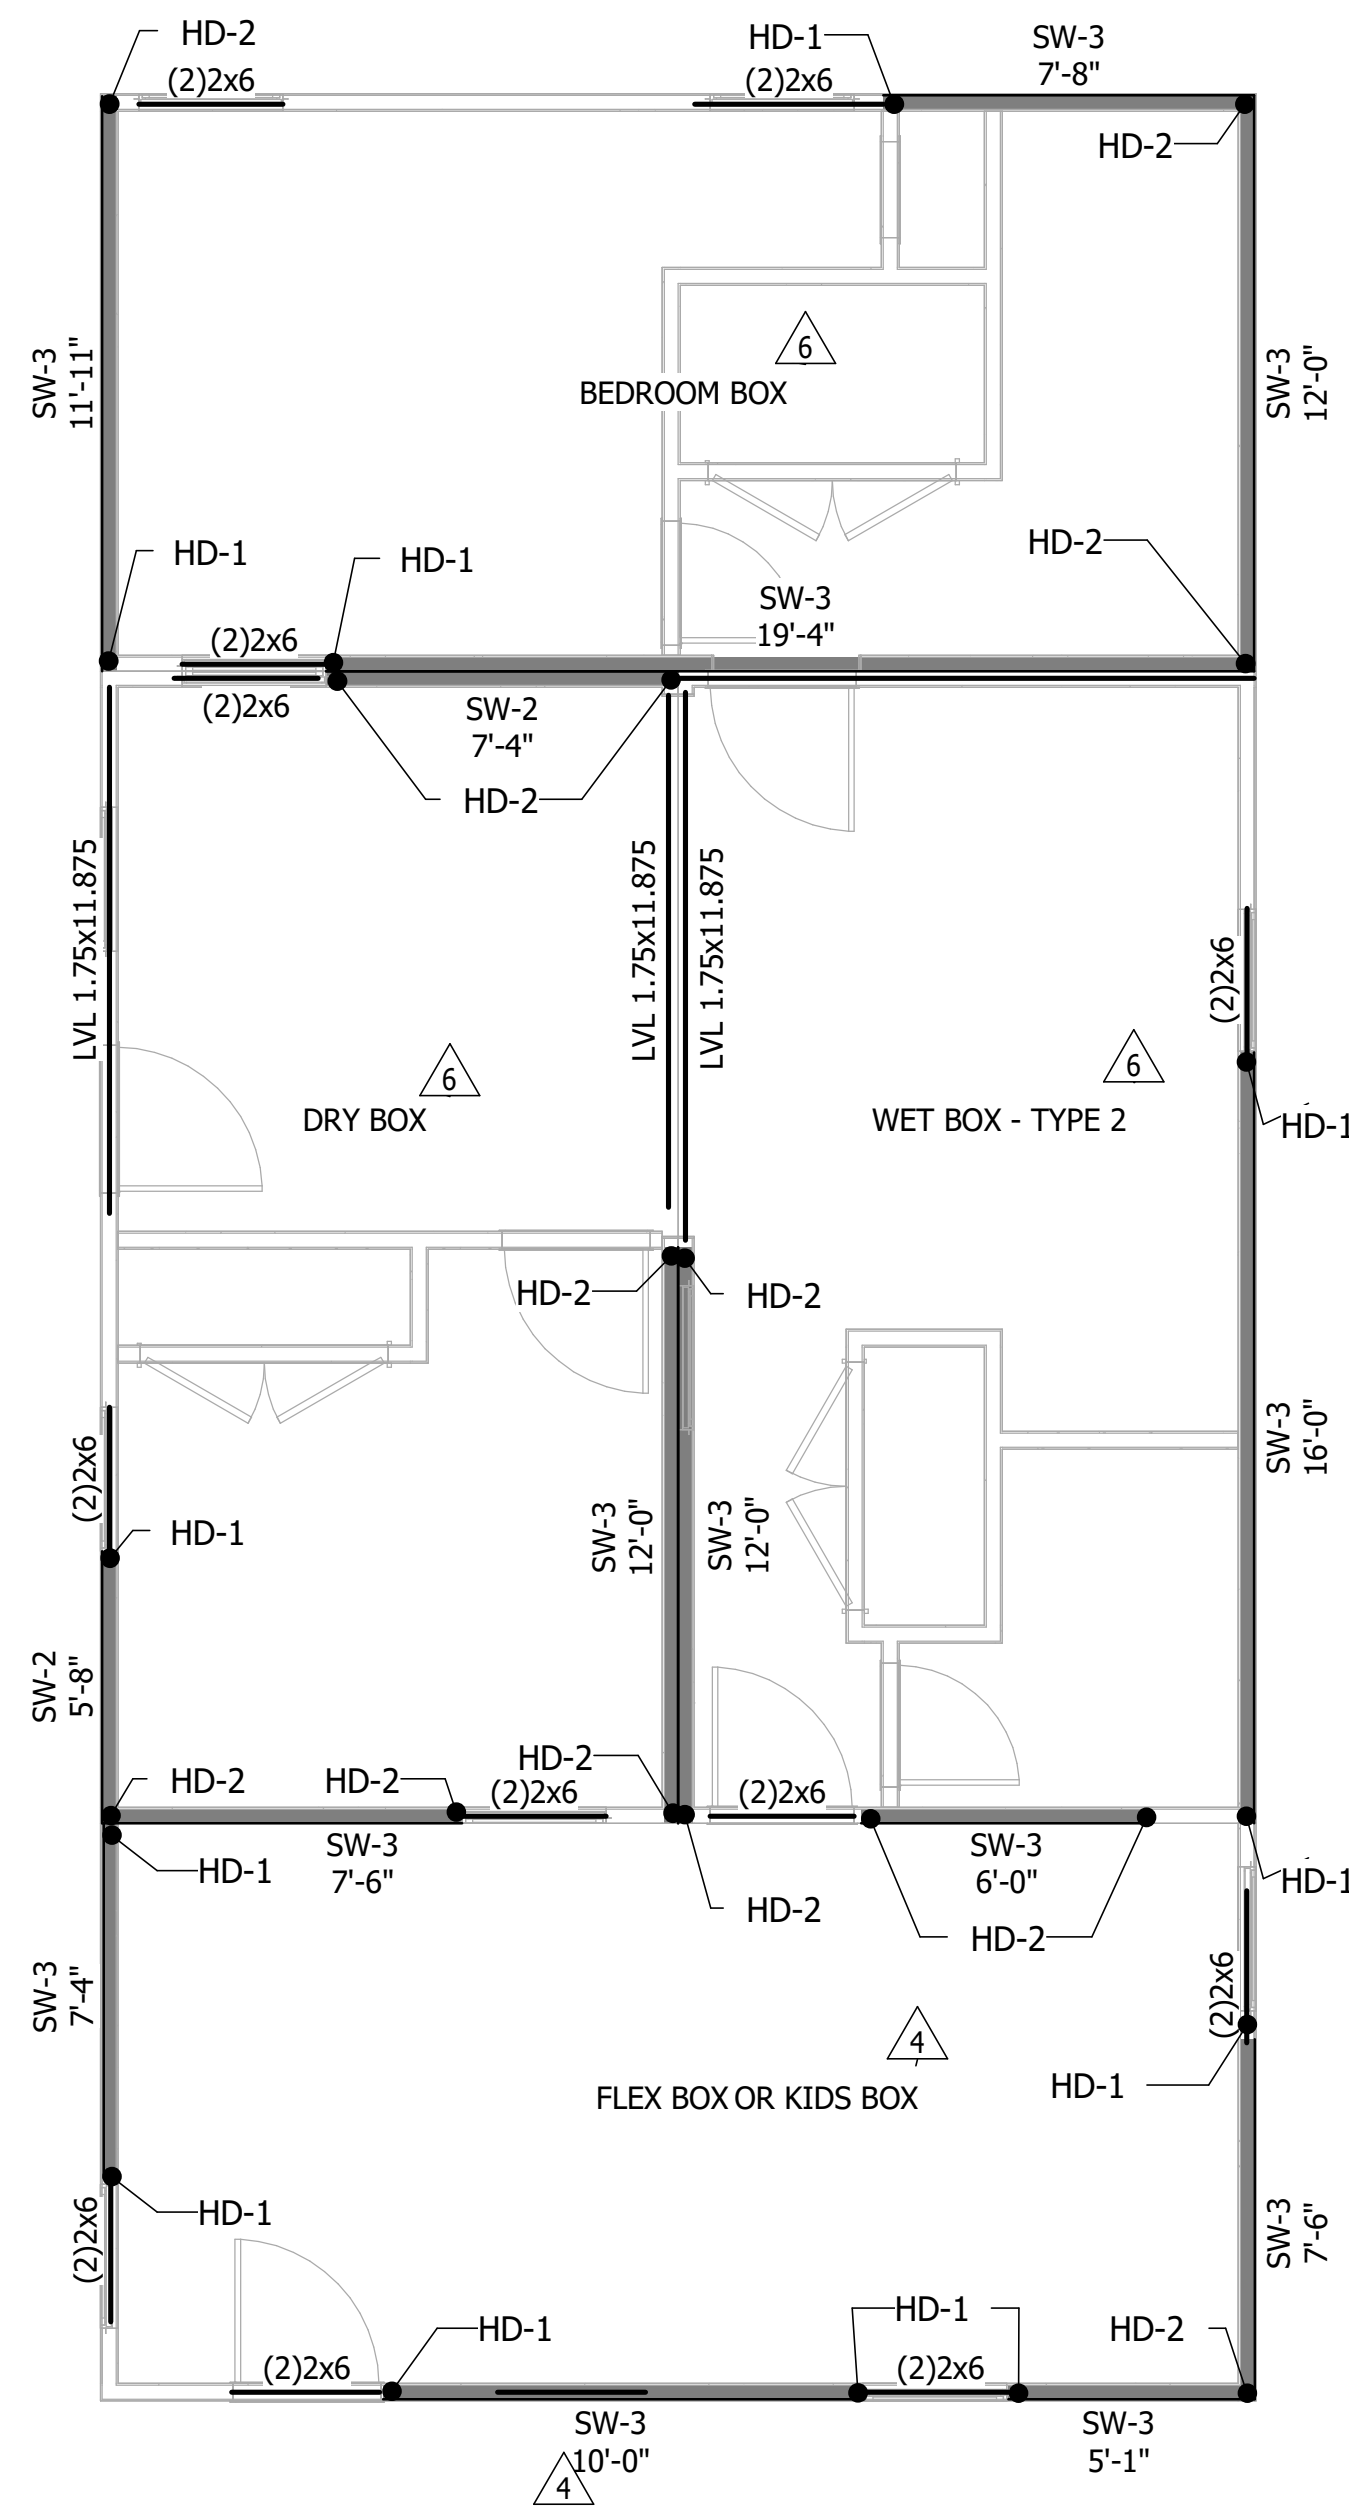 HD-2
(2)2x6
HD-1
(2)2x6
SW-3
7'-8"
HD-2
6
BEDROOM BOX
SW-3
11'-11"
SW-3
12'-0"
HD-1
HD-1
HD-2
SW-3
19'-4"
(2)2x6
(2)2x6
SW-2
7'-4"
HD-2
LVL 1.75x11.875
LVL 1.75x11.875
LVL 1.75x11.875
(2)2x6
6
DRY BOX
6
WET BOX - TYPE 2
HD-1
HD-2
HD-2
(2)2x6
HD-1
SW-3
12'-0"
SW-3
12'-0"
SW-3
16'-0"
SW-2
5'-8"
HD-2
HD-2
HD-2
(2)2x6
(2)2x6
SW-3
7'-6"
SW-3
6'-0"
HD-1
HD-1
HD-2
HD-2
SW-3
7'-4"
(2)2x6
4
FLEX BOX OR KIDS BOX
HD-1
HD-1
(2)2x6
SW-3
7'-6"
HD-1
HD-1
HD-2
(2)2x6
(2)2x6
SW-3
10'-0"
4
SW-3
5'-1"